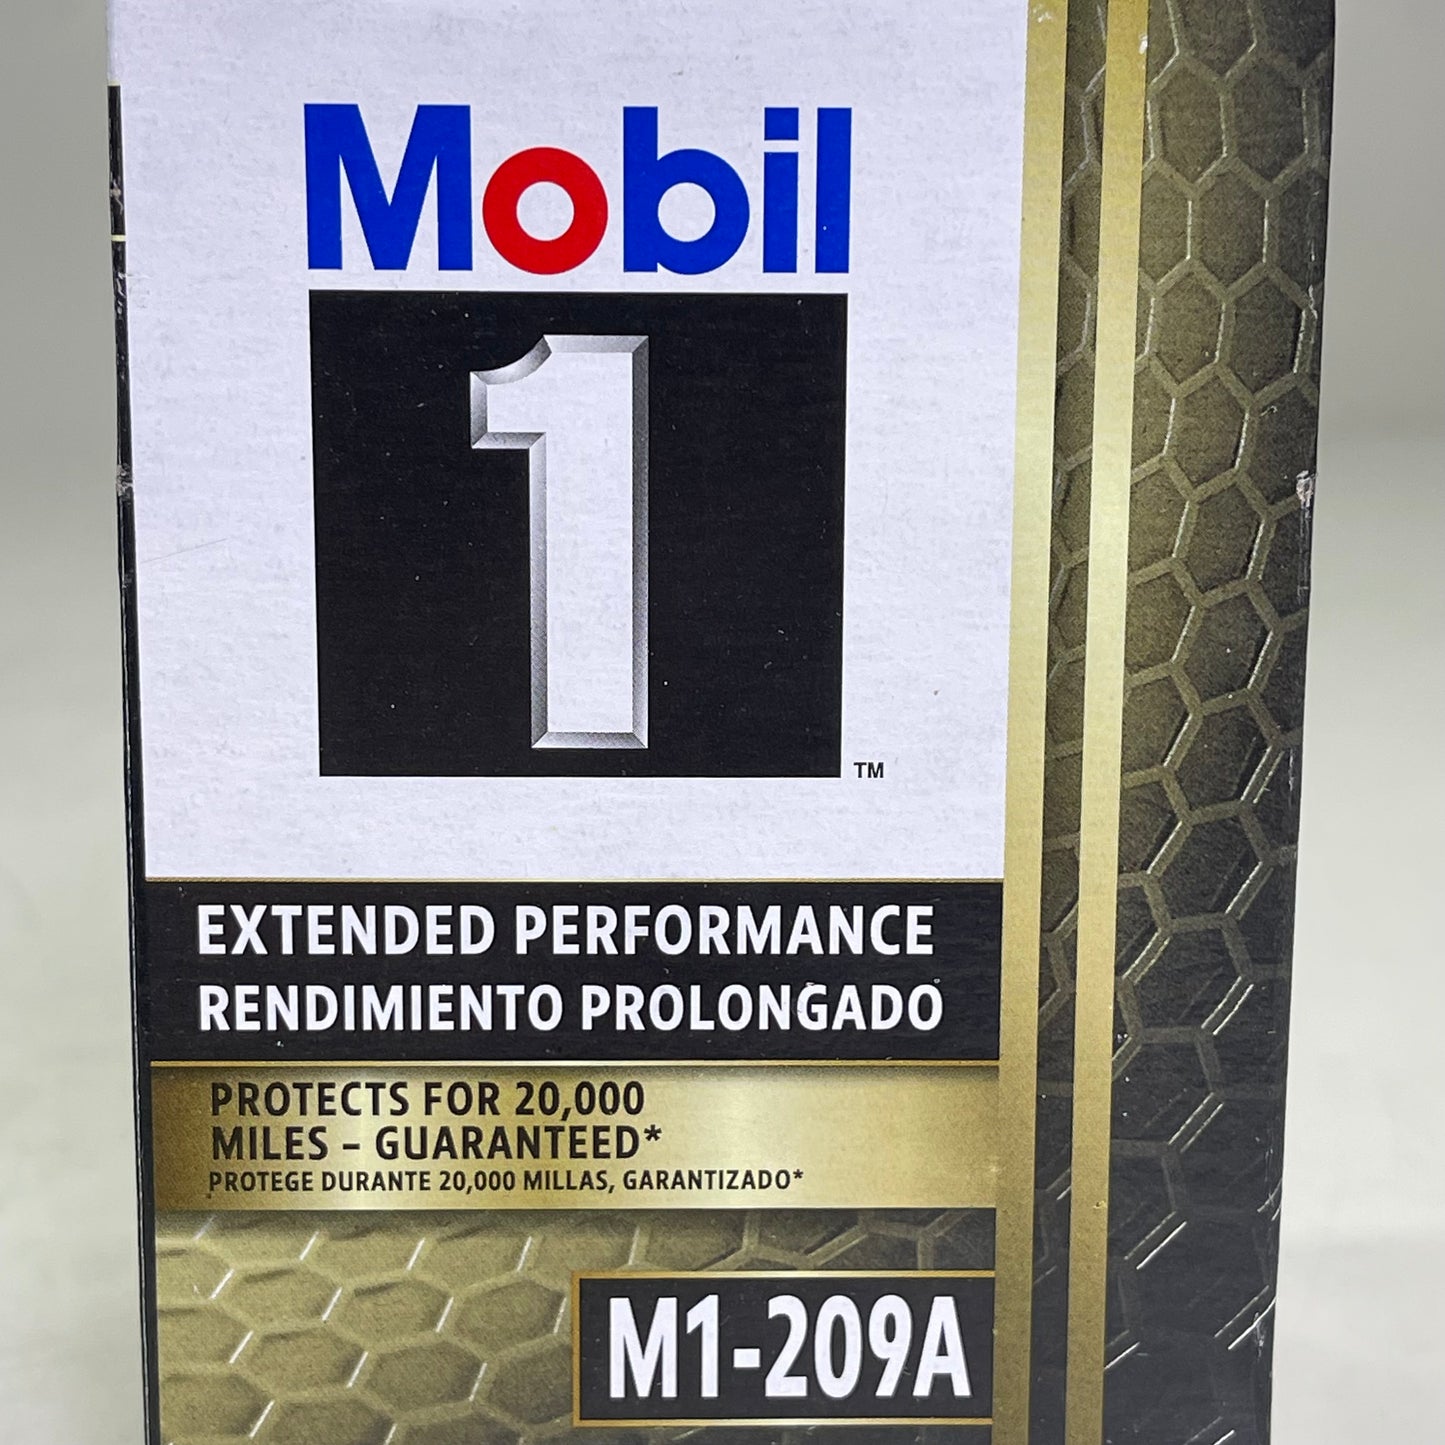 Mobil
1
™
EXTENDED PERFORMANCE
RENDIMIENTO PROLONGADO
PROTECTS FOR 20,000
MILES – GUARANTEED*
PROTEGE DURANTE 20,000 MILLAS, GARANTIZADO*
M1-209A